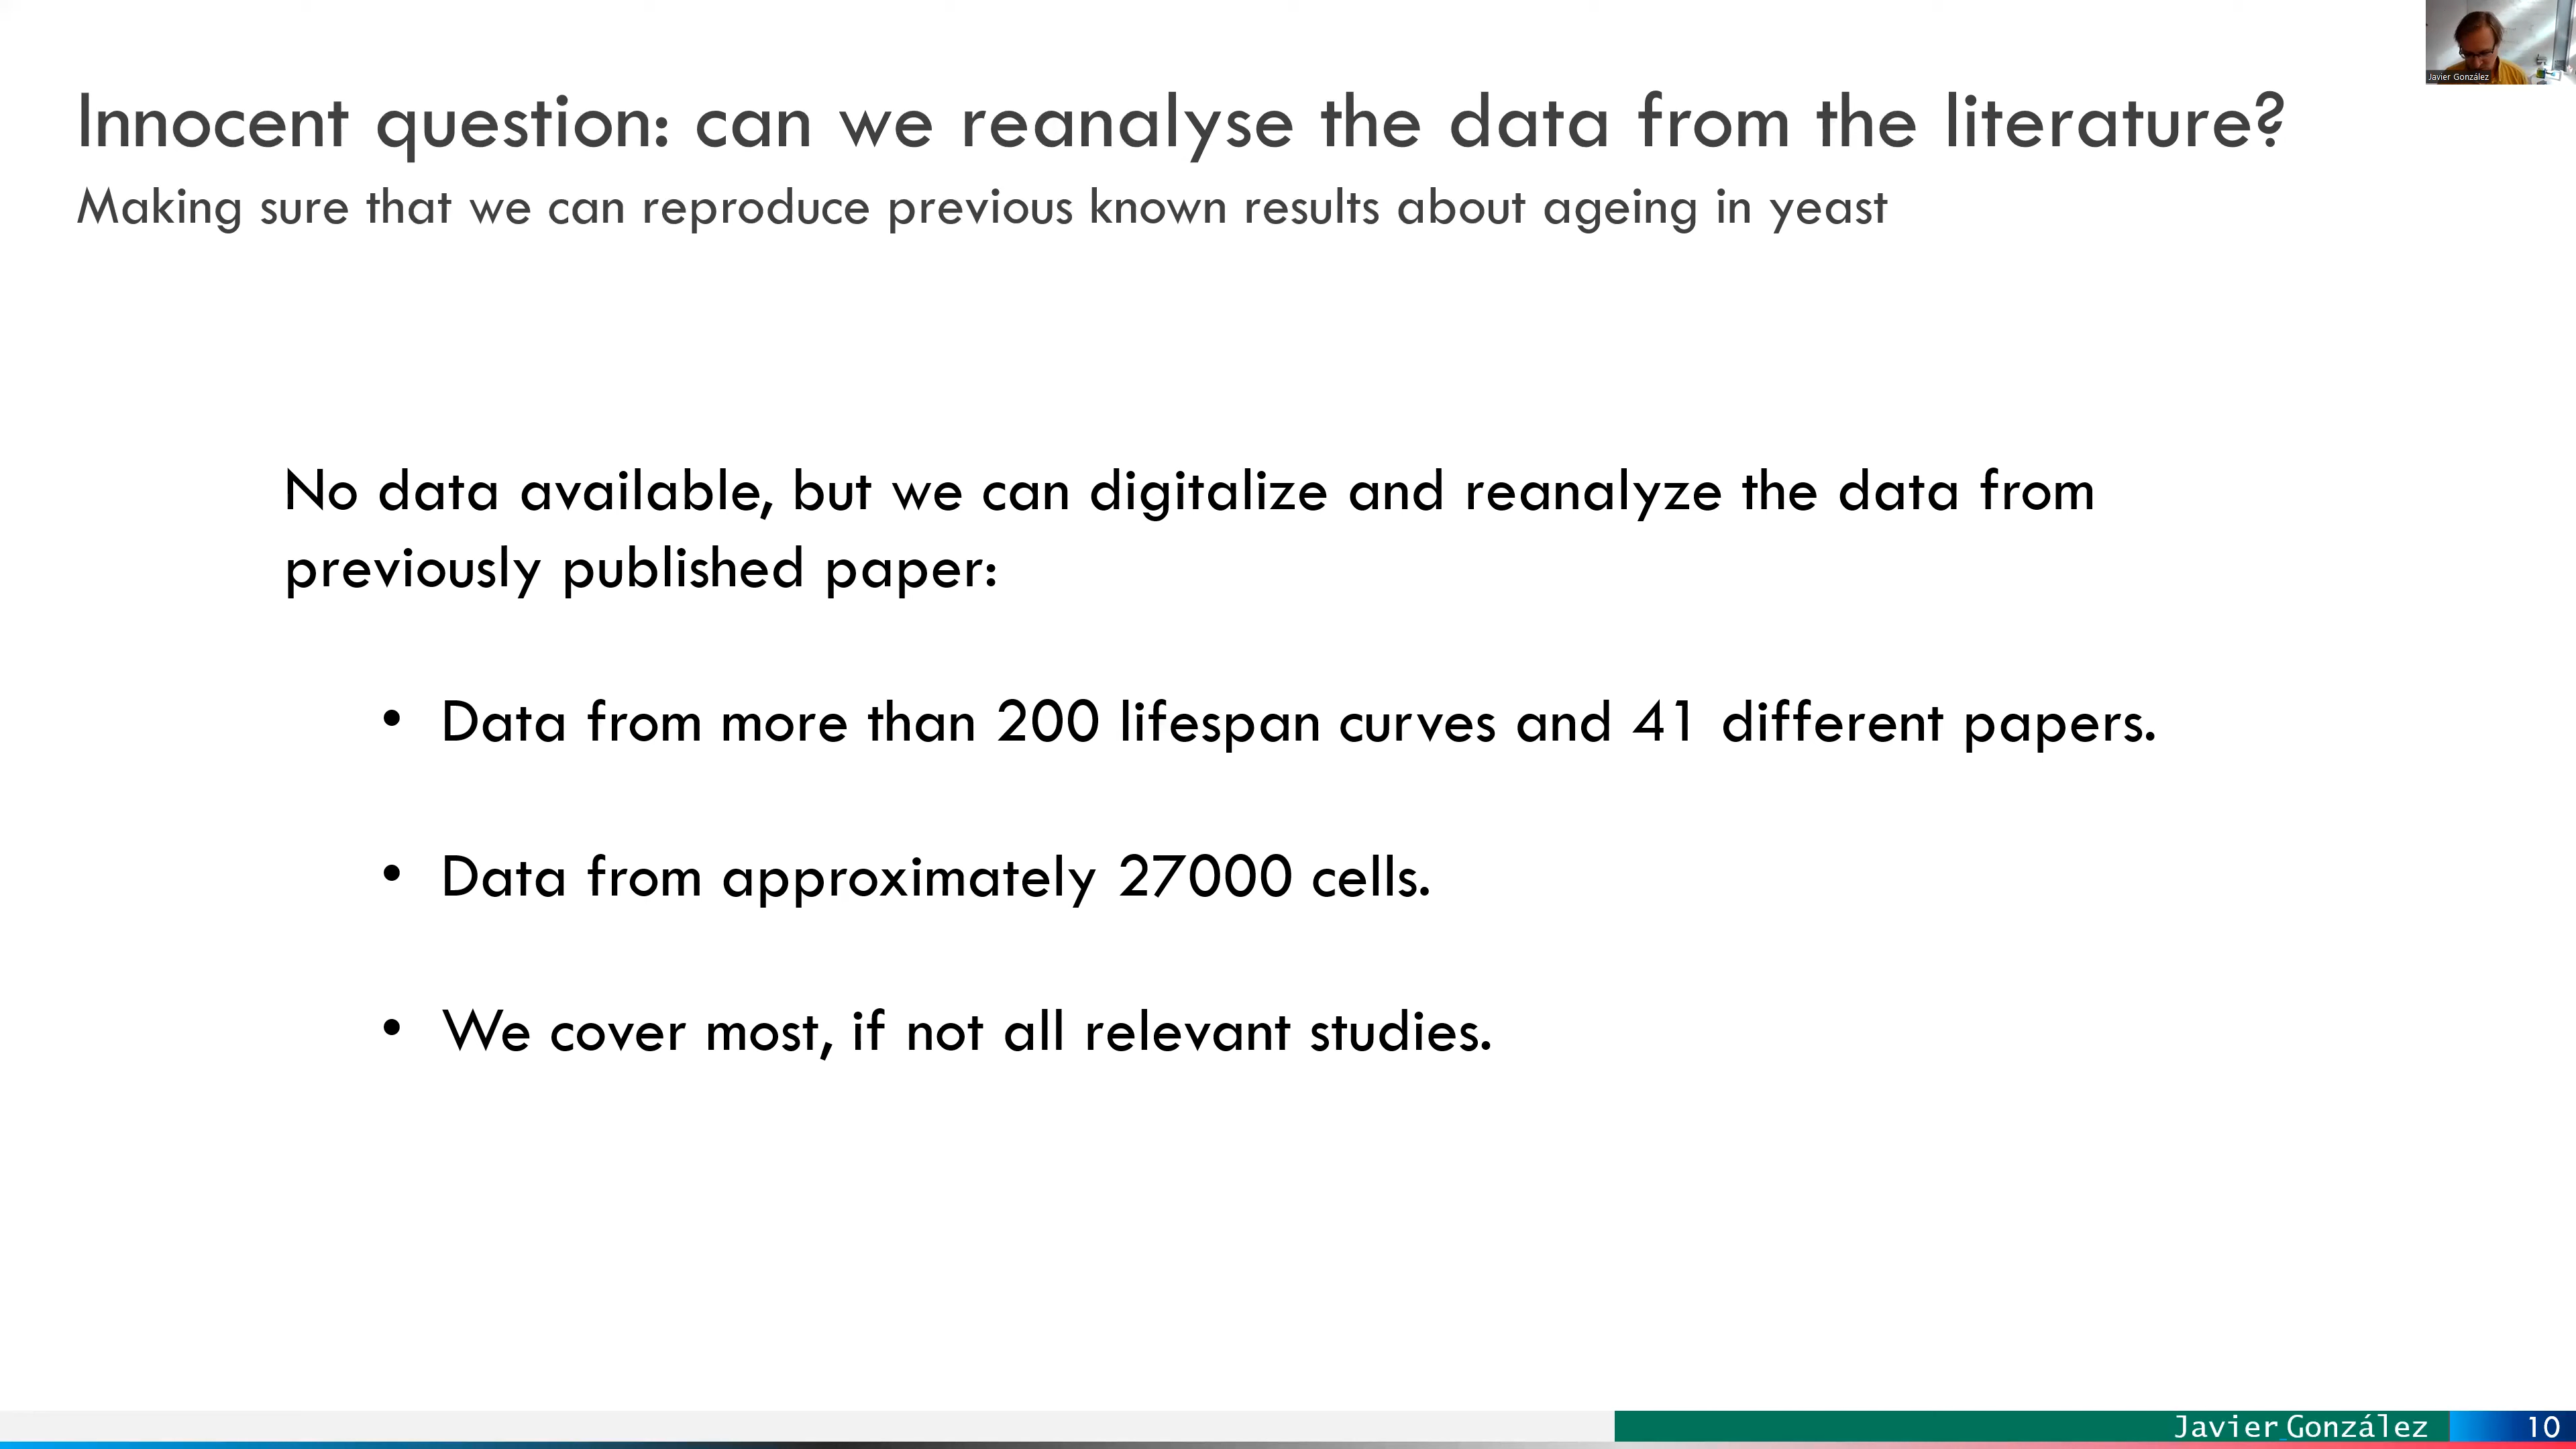 Javier González
Innocent question: can we reanalyse the data from the literature?
Making sure that we can reproduce previous known results about ageing in yeast
No data available, but we can digitalize and reanalyze the data from
previously published paper:
• Data from more than 200 lifespan curves and 41 different papers.
• Data from approximately 27000 cells.
• We cover most, if not all relevant studies.
Javier González 10